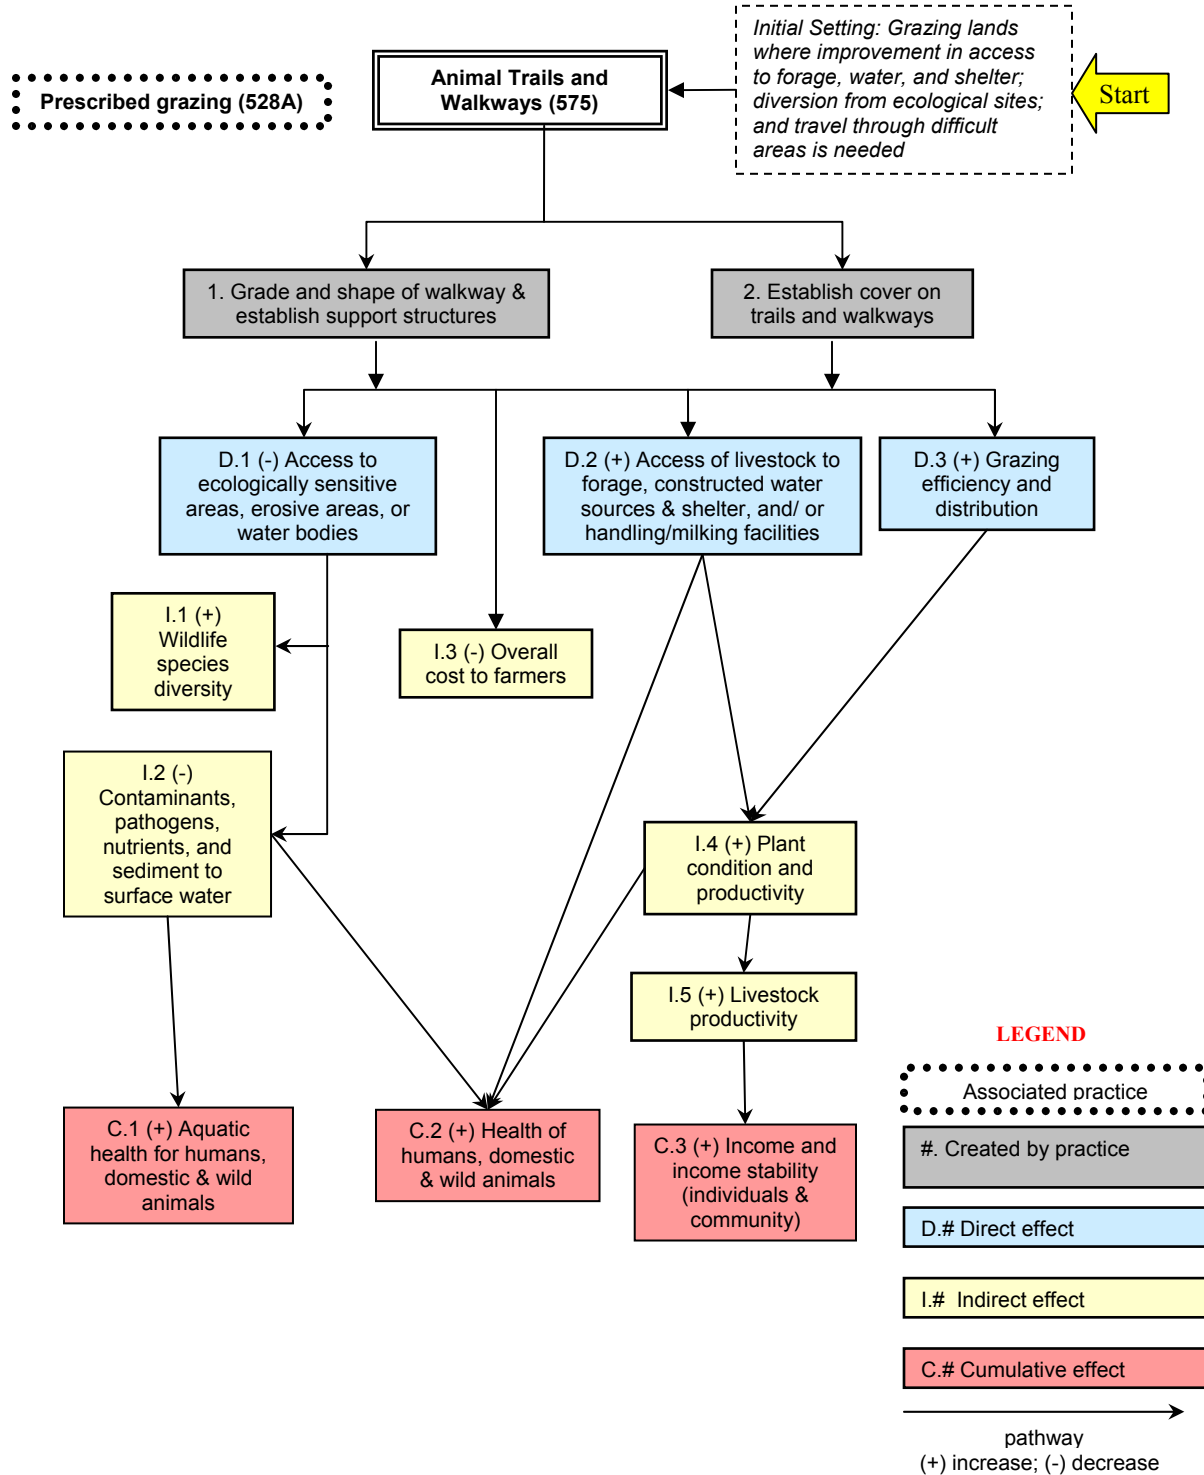 Prescribed grazing (528A)
Animal Trails and
Walkways (575)
Initial Setting: Grazing lands
where improvement in access
to forage, water, and shelter;
diversion from ecological sites;
and travel through difficult
areas is needed
Start
1. Grade and shape of walkway &
establish support structures
2. Establish cover on
trails and walkways
D.1 (-) Access to
ecologically sensitive
areas, erosive areas, or
water bodies
D.2 (+) Access of livestock to
forage, constructed water
sources & shelter, and/ or
handling/milking facilities
D.3 (+) Grazing
efficiency and
distribution
I.1 (+)
Wildlife
species
diversity
I.3 (-) Overall
cost to farmers
I.2 (-)
Contaminants,
pathogens,
nutrients, and
sediment to
surface water
I.4 (+) Plant
condition and
productivity
I.5 (+) Livestock
productivity
C.1 (+) Aquatic
health for humans,
domestic & wild
animals
C.2 (+) Health of
humans, domestic
& wild animals
C.3 (+) Income and
income stability
(individuals &
community)
LEGEND
Associated practice
#. Created by practice
D.# Direct effect
I.# Indirect effect
C.# Cumulative effect
pathway
(+) increase; (-) decrease